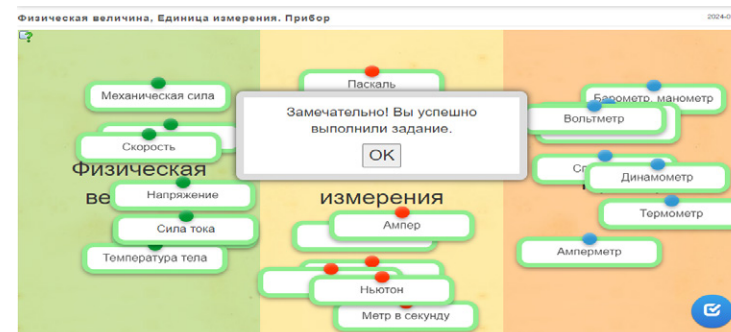 Физическая величина, Единица измерения. Прибор
Механическая сила
Паскаль
Барометр, манометр
Замечательно! Вы успешно
выполнили задание.
OK
Вольтметр
Скорость
Физическая
Динамометр
Напряжение
измерения
Термометр
Сила тока
Ампер
Температура тела
Амперметр
Ньютон
Метр в секунду